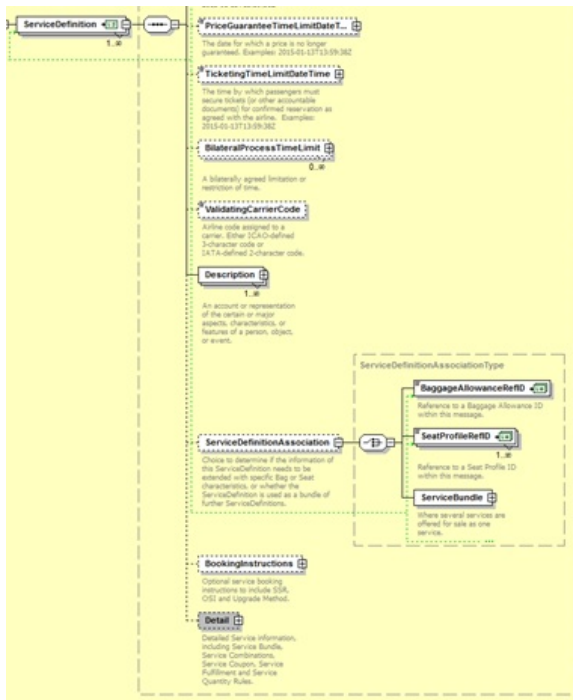 ServiceDefinition
1..∞
PriceGuaranteeTimeLimitDateT...
The date for which a price is no longer
guaranteed. Examples: 2015-01-13T13:59:38Z
TicketingTimeLimitDateTime
The time by which passengers must
secure tickets (or other accountable
documents) for confirmed reservation as
agreed with the airline. Examples:
2015-01-13T13:59:38Z
BilateralProcessTimeLimit
0..∞
A bilaterally agreed limitation or
restriction of time.
ValidatingCarrierCode
Airline code assigned to a
carrier. Either ICAO-defined
3-character code or
IATA-defined 2-character code.
Description
1..∞
An account or representation
of the certain or major
aspects, characteristics, or
features of a person, object,
or event.
ServiceDefinitionAssociationType
BaggageAllowanceRefID
Reference to a Baggage Allowance ID
within this message.
ServiceDefinitionAssociation
Choice to determine if the information of
this ServiceDefinition needs to be
extended with specific Bag or Seat
characteristics, or whether the
ServiceDefinition is used as a bundle of
further ServiceDefinitions.
SeatProfileRefID
1..∞
Reference to a Seat Profile ID
within this message.
ServiceBundle
Where several services are
offered for sale as one
service.
...
BookingInstructions
Optional service booking
instructions to include SSR,
OSI and Upgrade Method.
Detail
Detailed Service information,
including Service Bundle,
Service Combinations,
Service Coupon, Service
Fulfillment and Service
Quantity Rules.